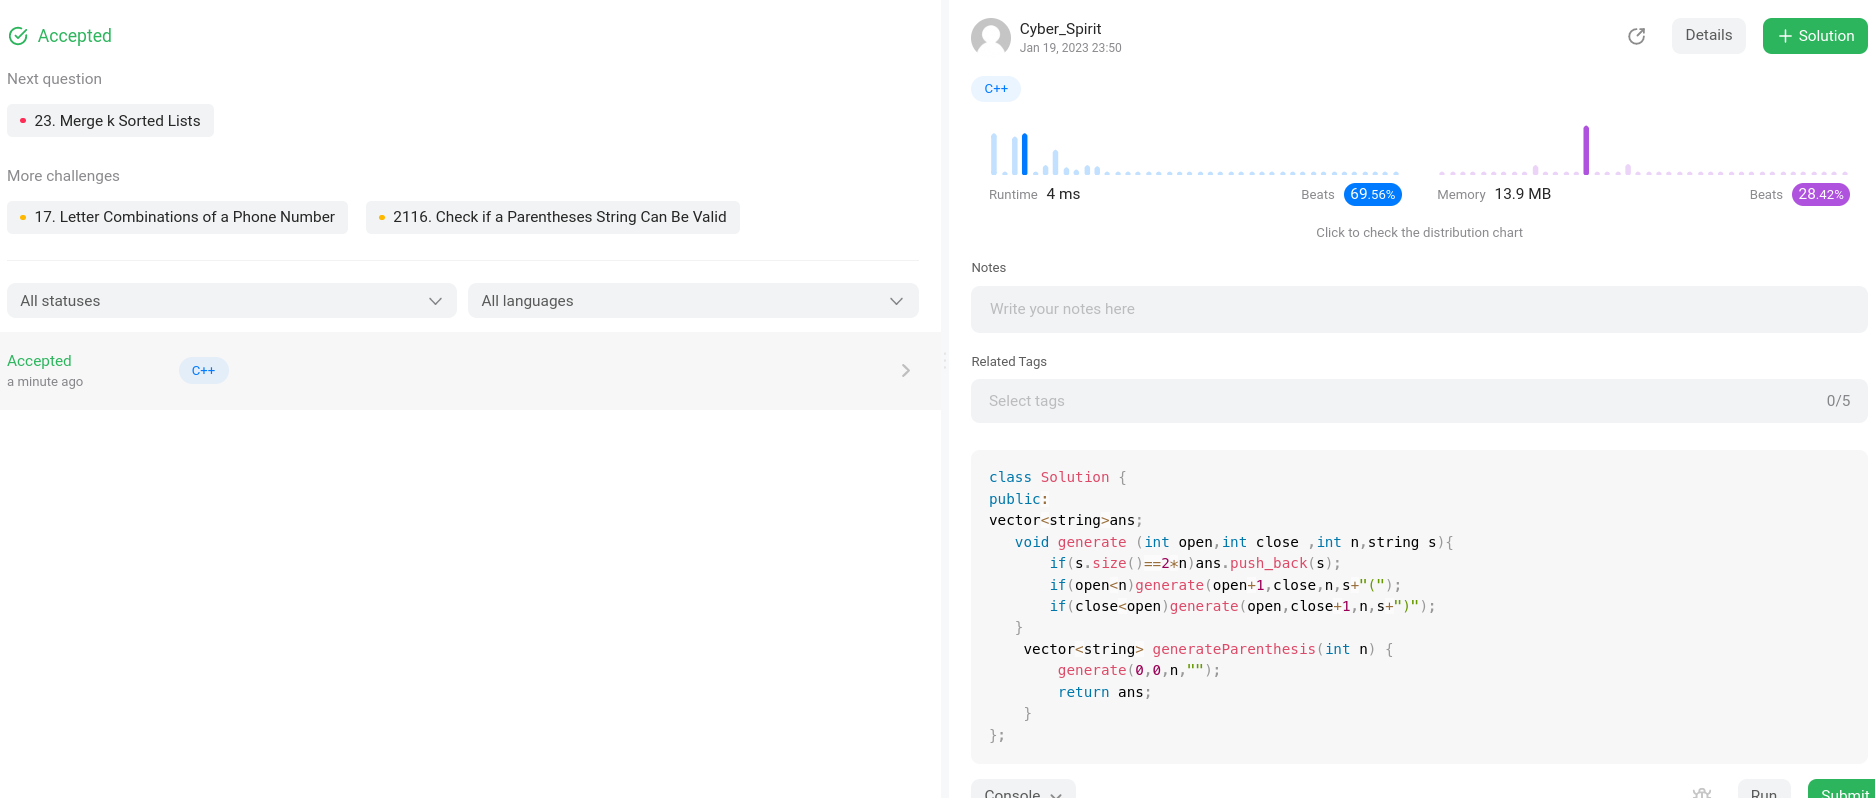 Accepted
Next question
23. Merge k Sorted Lists
More challenges
17. Letter Combinations of a Phone Number
2116. Check if a Parentheses String Can Be Valid
All statuses
All languages
Accepted
a minute ago
C++
Cyber_Spirit
Jan 19, 2023 23:50
Details
+ Solution
C++
Runtime 4 ms
Beats 69.56%
Memory 13.9 MB
Beats 28.42%
Click to check the distribution chart
Notes
Write your notes here
Related Tags
Select tags
0/5
class Solution {
public:
vector<string>ans;
   void generate (int open,int close ,int n,string s){
       if(s.size()==2*n)ans.push_back(s);
       if(open<n)generate(open+1,close,n,s+"(");
       if(close<open)generate(open,close+1,n,s+")");
   }
    vector<string> generateParenthesis(int n) {
        generate(0,0,n,"");
        return ans;
    }
};
Console
Run
Submit